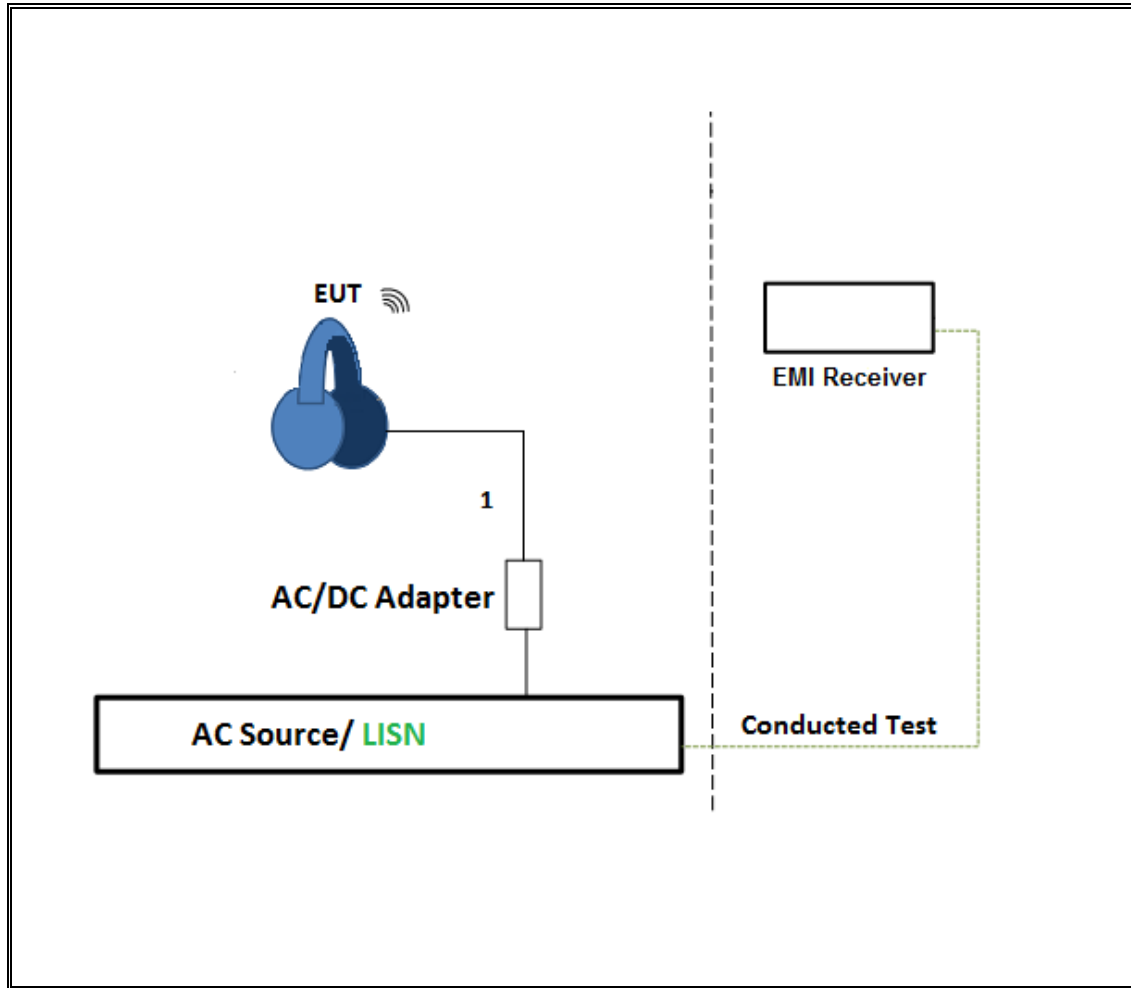 EUT
EMI Receiver
1
AC/DC Adapter
AC Source/ LISN
Conducted Test